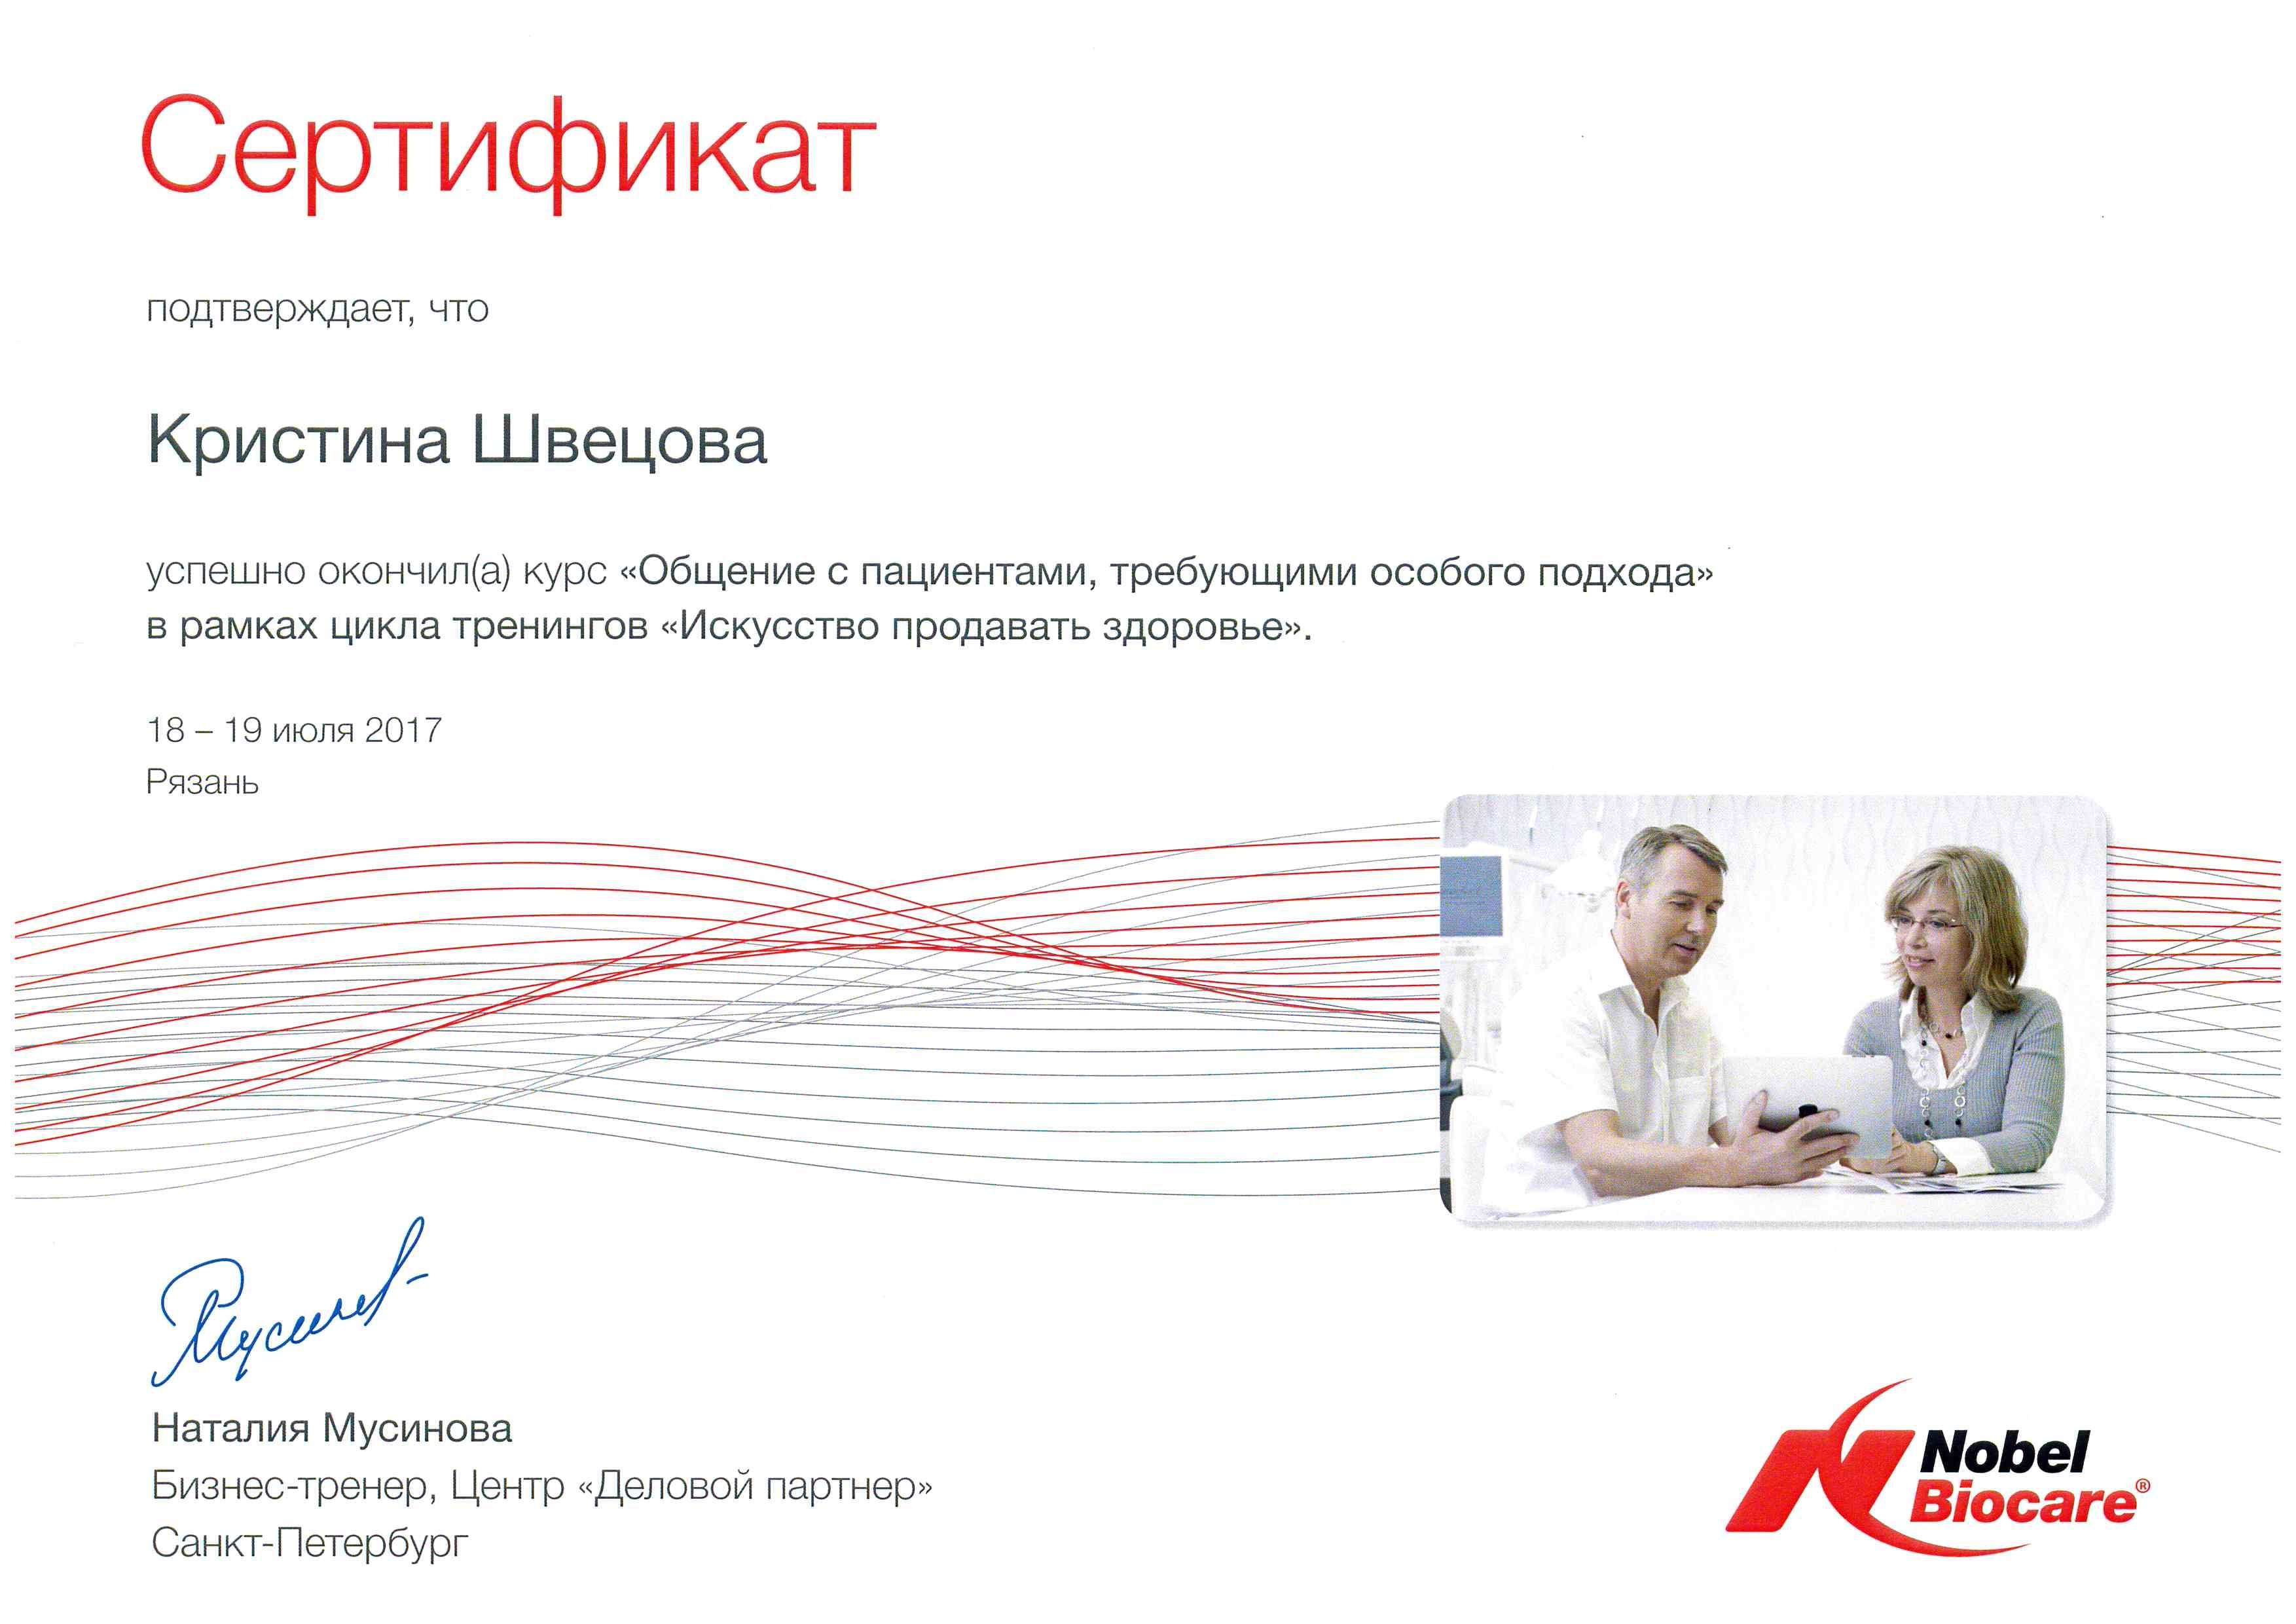 Сертификат
подтверждает, что
Кристина Швецова
успешно окончил(а) курс «Общение с пациентами, требующими особого подхода»
в рамках цикла тренингов «Искусство продавать здоровье».
18 – 19 июля 2017
Рязань
Наталия Мусинова
Бизнес-тренер, Центр «Деловой партнер»
Санкт-Петербург
Nobel
Biocare®